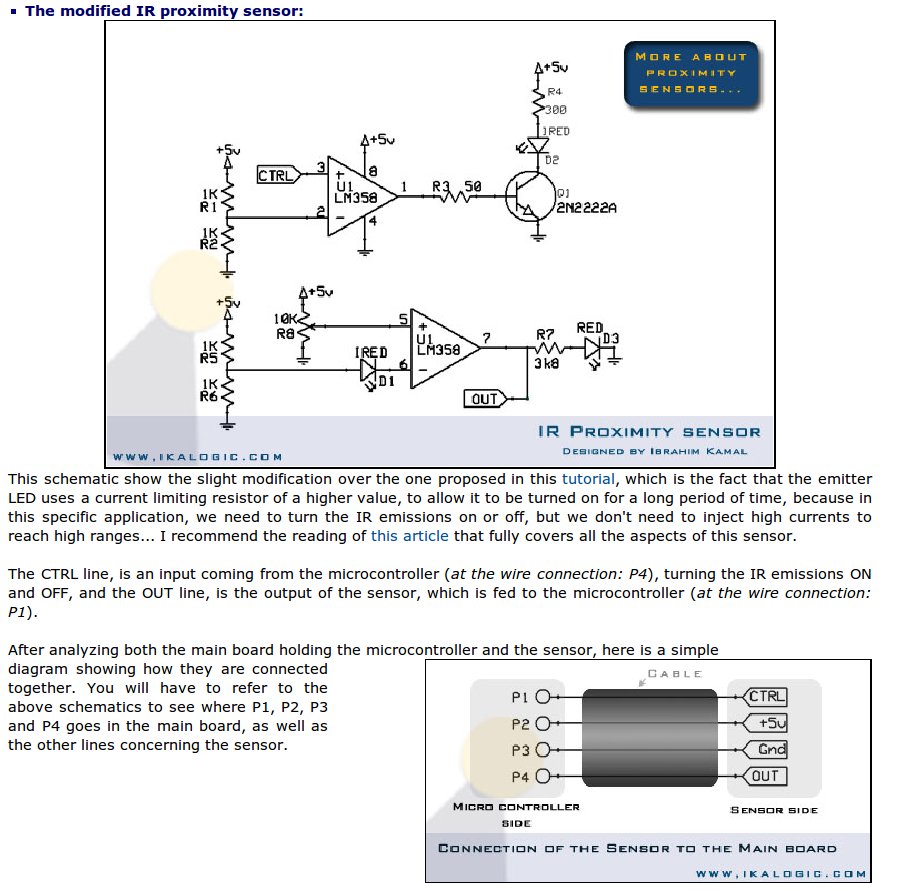 ▪ The modified IR proximity sensor:
MORE ABOUT
PROXIMITY
SENSORS...
+5v
R4
300
IRED
D2
+5v
+5v
CTRL
3
+
8
U1
LM358
1
R3 50
Q1
2N2222A
1K
R1
2
-
4
1K
R2
+5v
+5v
10K
R8
5
+
U1
LM358
7
R7
3k8
RED
D3
1K
R5
IRED
D1
6
-
1K
R6
OUT
IR PROXIMITY SENSOR
DESIGNED BY IBRAHIM KAMAL
WWW.IKALOGIC.COM
This schematic show the slight modification over the one proposed in this tutorial, which is the fact that the emitter
LED uses a current limiting resistor of a higher value, to allow it to be turned on for a long period of time, because in
this specific application, we need to turn the IR emissions on or off, but we don't need to inject high currents to
reach high ranges... I recommend the reading of this article that fully covers all the aspects of this sensor.
The CTRL line, is an input coming from the microcontroller (at the wire connection: P4), turning the IR emissions ON
and OFF, and the OUT line, is the output of the sensor, which is fed to the microcontroller (at the wire connection:
P1).
After analyzing both the main board holding the microcontroller and the sensor, here is a simple
diagram showing how they are connected
together. You will have to refer to the
above schematics to see where P1, P2, P3
and P4 goes in the main board, as well as
the other lines concerning the sensor.
CABLE
P1
CTRL
P2
+5v
P3
Gnd
P4
OUT
MICRO CONTROLLER
SIDE
SENSOR SIDE
CONNECTION OF THE SENSOR TO THE MAIN BOARD
WWW.IKALOGIC.COM